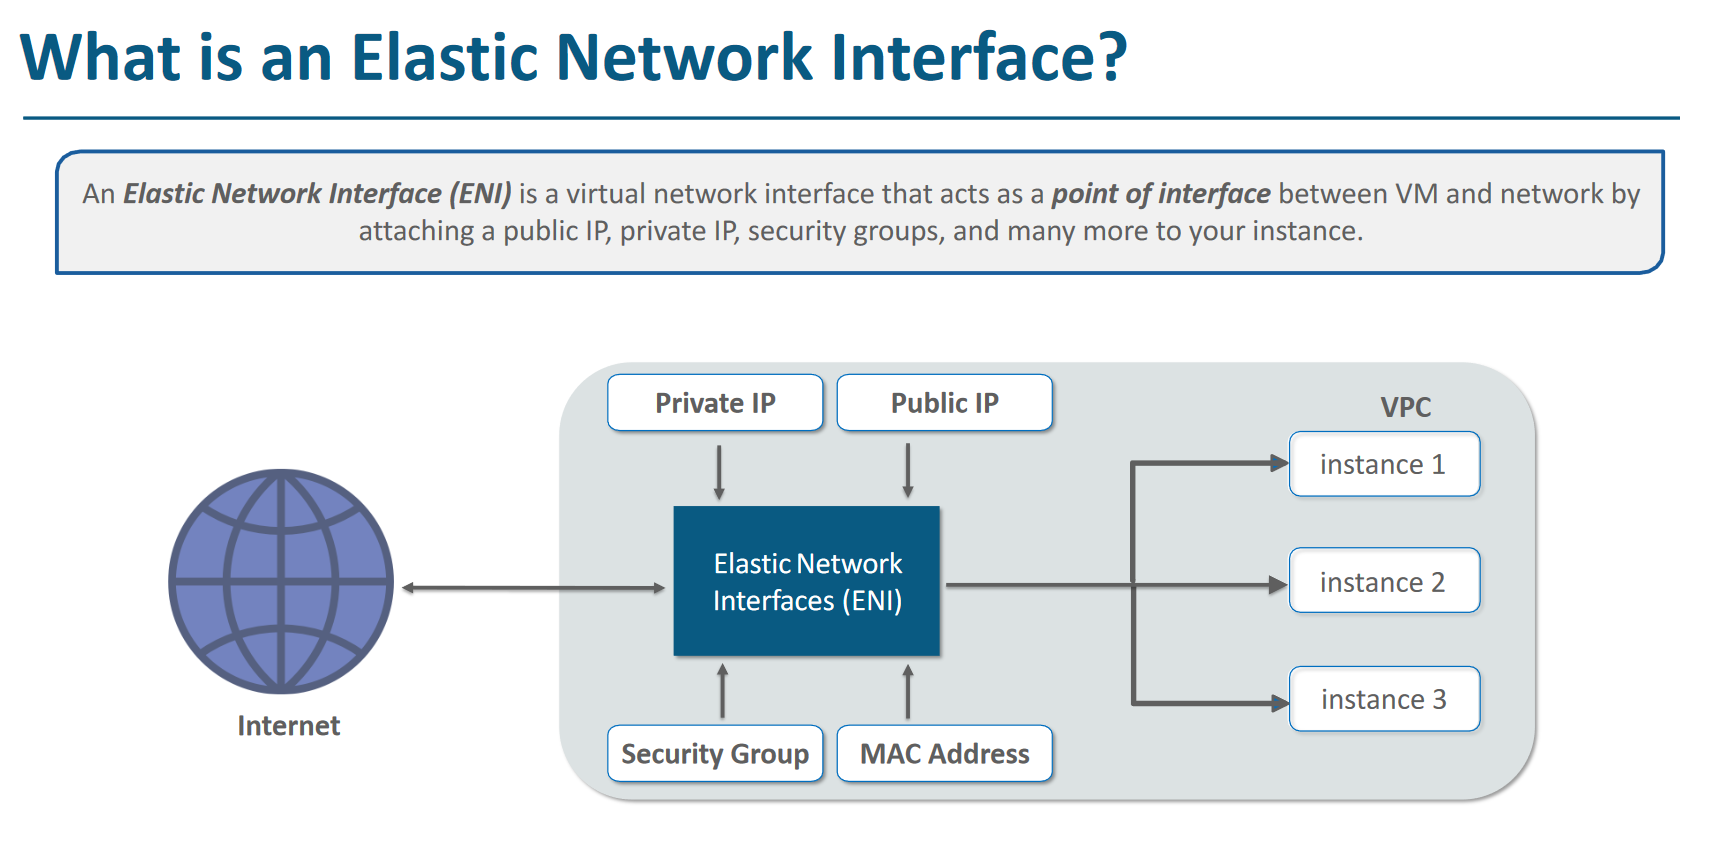 What is an Elastic Network Interface?
An Elastic Network Interface (ENI) is a virtual network interface that acts as a point of interface between VM and network by
attaching a public IP, private IP, security groups, and many more to your instance.
Private IP
Public IP
VPC
instance 1
Elastic Network
Interfaces (ENI)
instance 2
instance 3
Internet
Security Group
MAC Address